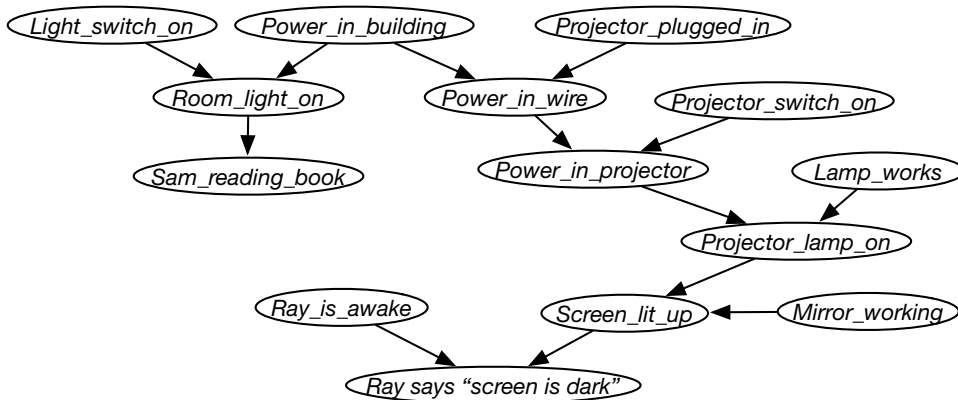 Light_switch_on
Power_in_building
Projector_plugged_in
Room_light_on
Power_in_wire
Projector_switch_on
Sam_reading_book
Power_in_projector
Lamp_works
Projector_lamp_on
Ray_is_awake
Screen_lit_up
Mirror_working
Ray says “screen is dark”